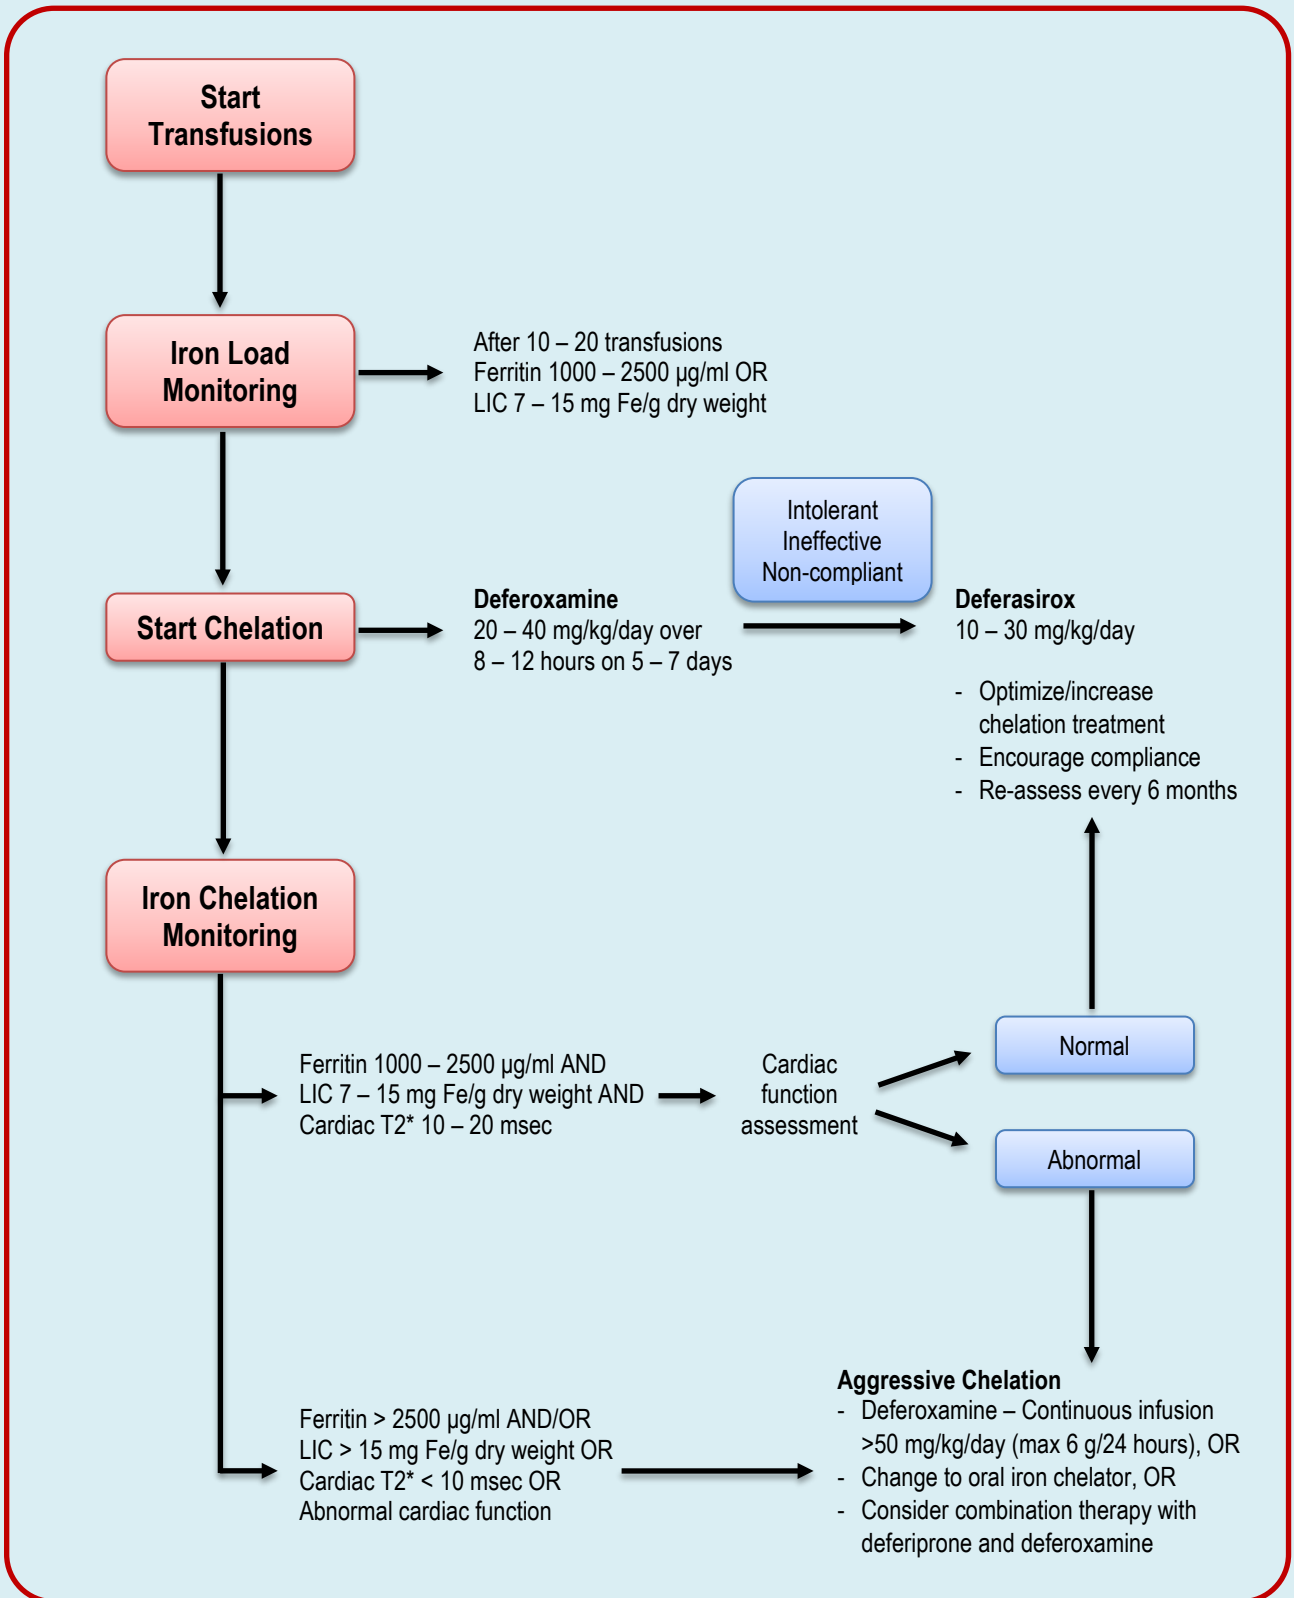 Start
Transfusions
Iron Load
Monitoring
After 10 – 20 transfusions
Ferritin 1000 – 2500 µg/ml OR
LIC 7 – 15 mg Fe/g dry weight
Intolerant
Ineffective
Non-compliant
Start Chelation
Deferoxamine
20 – 40 mg/kg/day over
8 – 12 hours on 5 – 7 days
Deferasirox
10 – 30 mg/kg/day
- Optimize/increase
chelation treatment
- Encourage compliance
- Re-assess every 6 months
Iron Chelation
Monitoring
Ferritin 1000 – 2500 µg/ml AND
LIC 7 – 15 mg Fe/g dry weight AND
Cardiac T2* 10 – 20 msec
Cardiac
function
assessment
Normal
Abnormal
Ferritin > 2500 µg/ml AND/OR
LIC > 15 mg Fe/g dry weight OR
Cardiac T2* < 10 msec OR
Abnormal cardiac function
Aggressive Chelation
- Deferoxamine – Continuous infusion
>50 mg/kg/day (max 6 g/24 hours), OR
- Change to oral iron chelator, OR
- Consider combination therapy with
deferiprone and deferoxamine